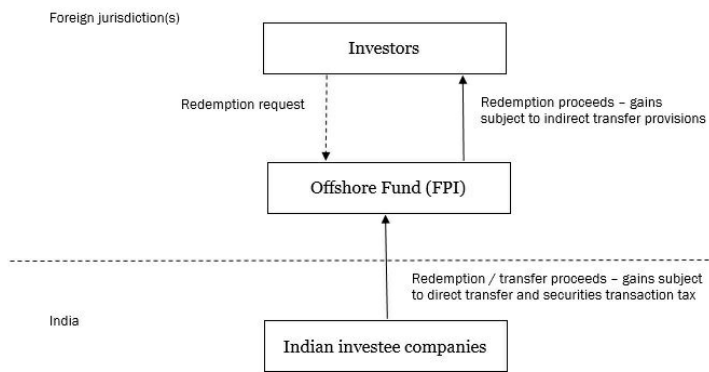 Foreign jurisdiction(s)
Investors
Redemption request
Redemption proceeds – gains
subject to indirect transfer provisions
Offshore Fund (FPI)
Redemption / transfer proceeds – gains subject
to direct transfer and securities transaction tax
India
Indian investee companies